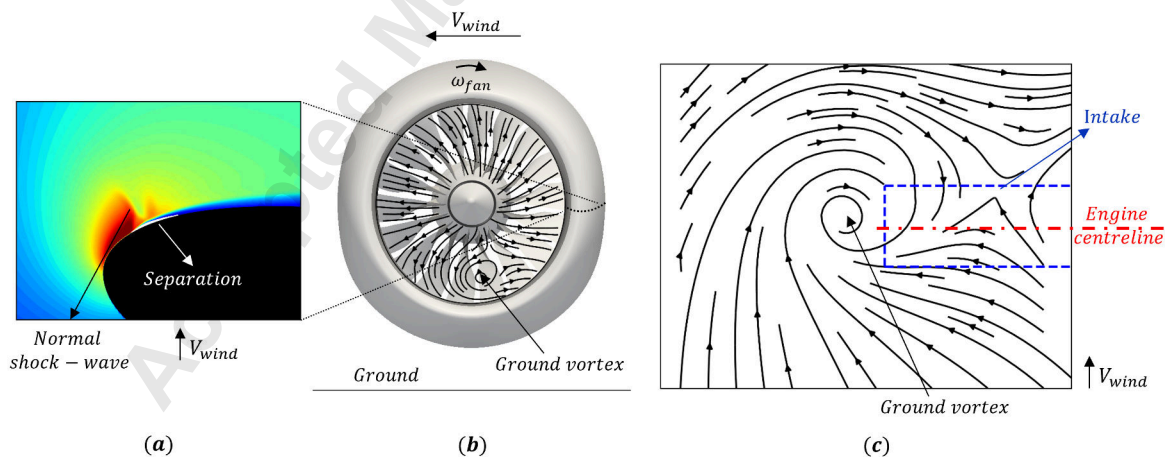 V_wind
ω_fan
Separation
Normal
shock – wave
V_wind
Ground
Ground vortex
Intake
Engine
centreline
V_wind
Ground vortex
(a)
(b)
(c)